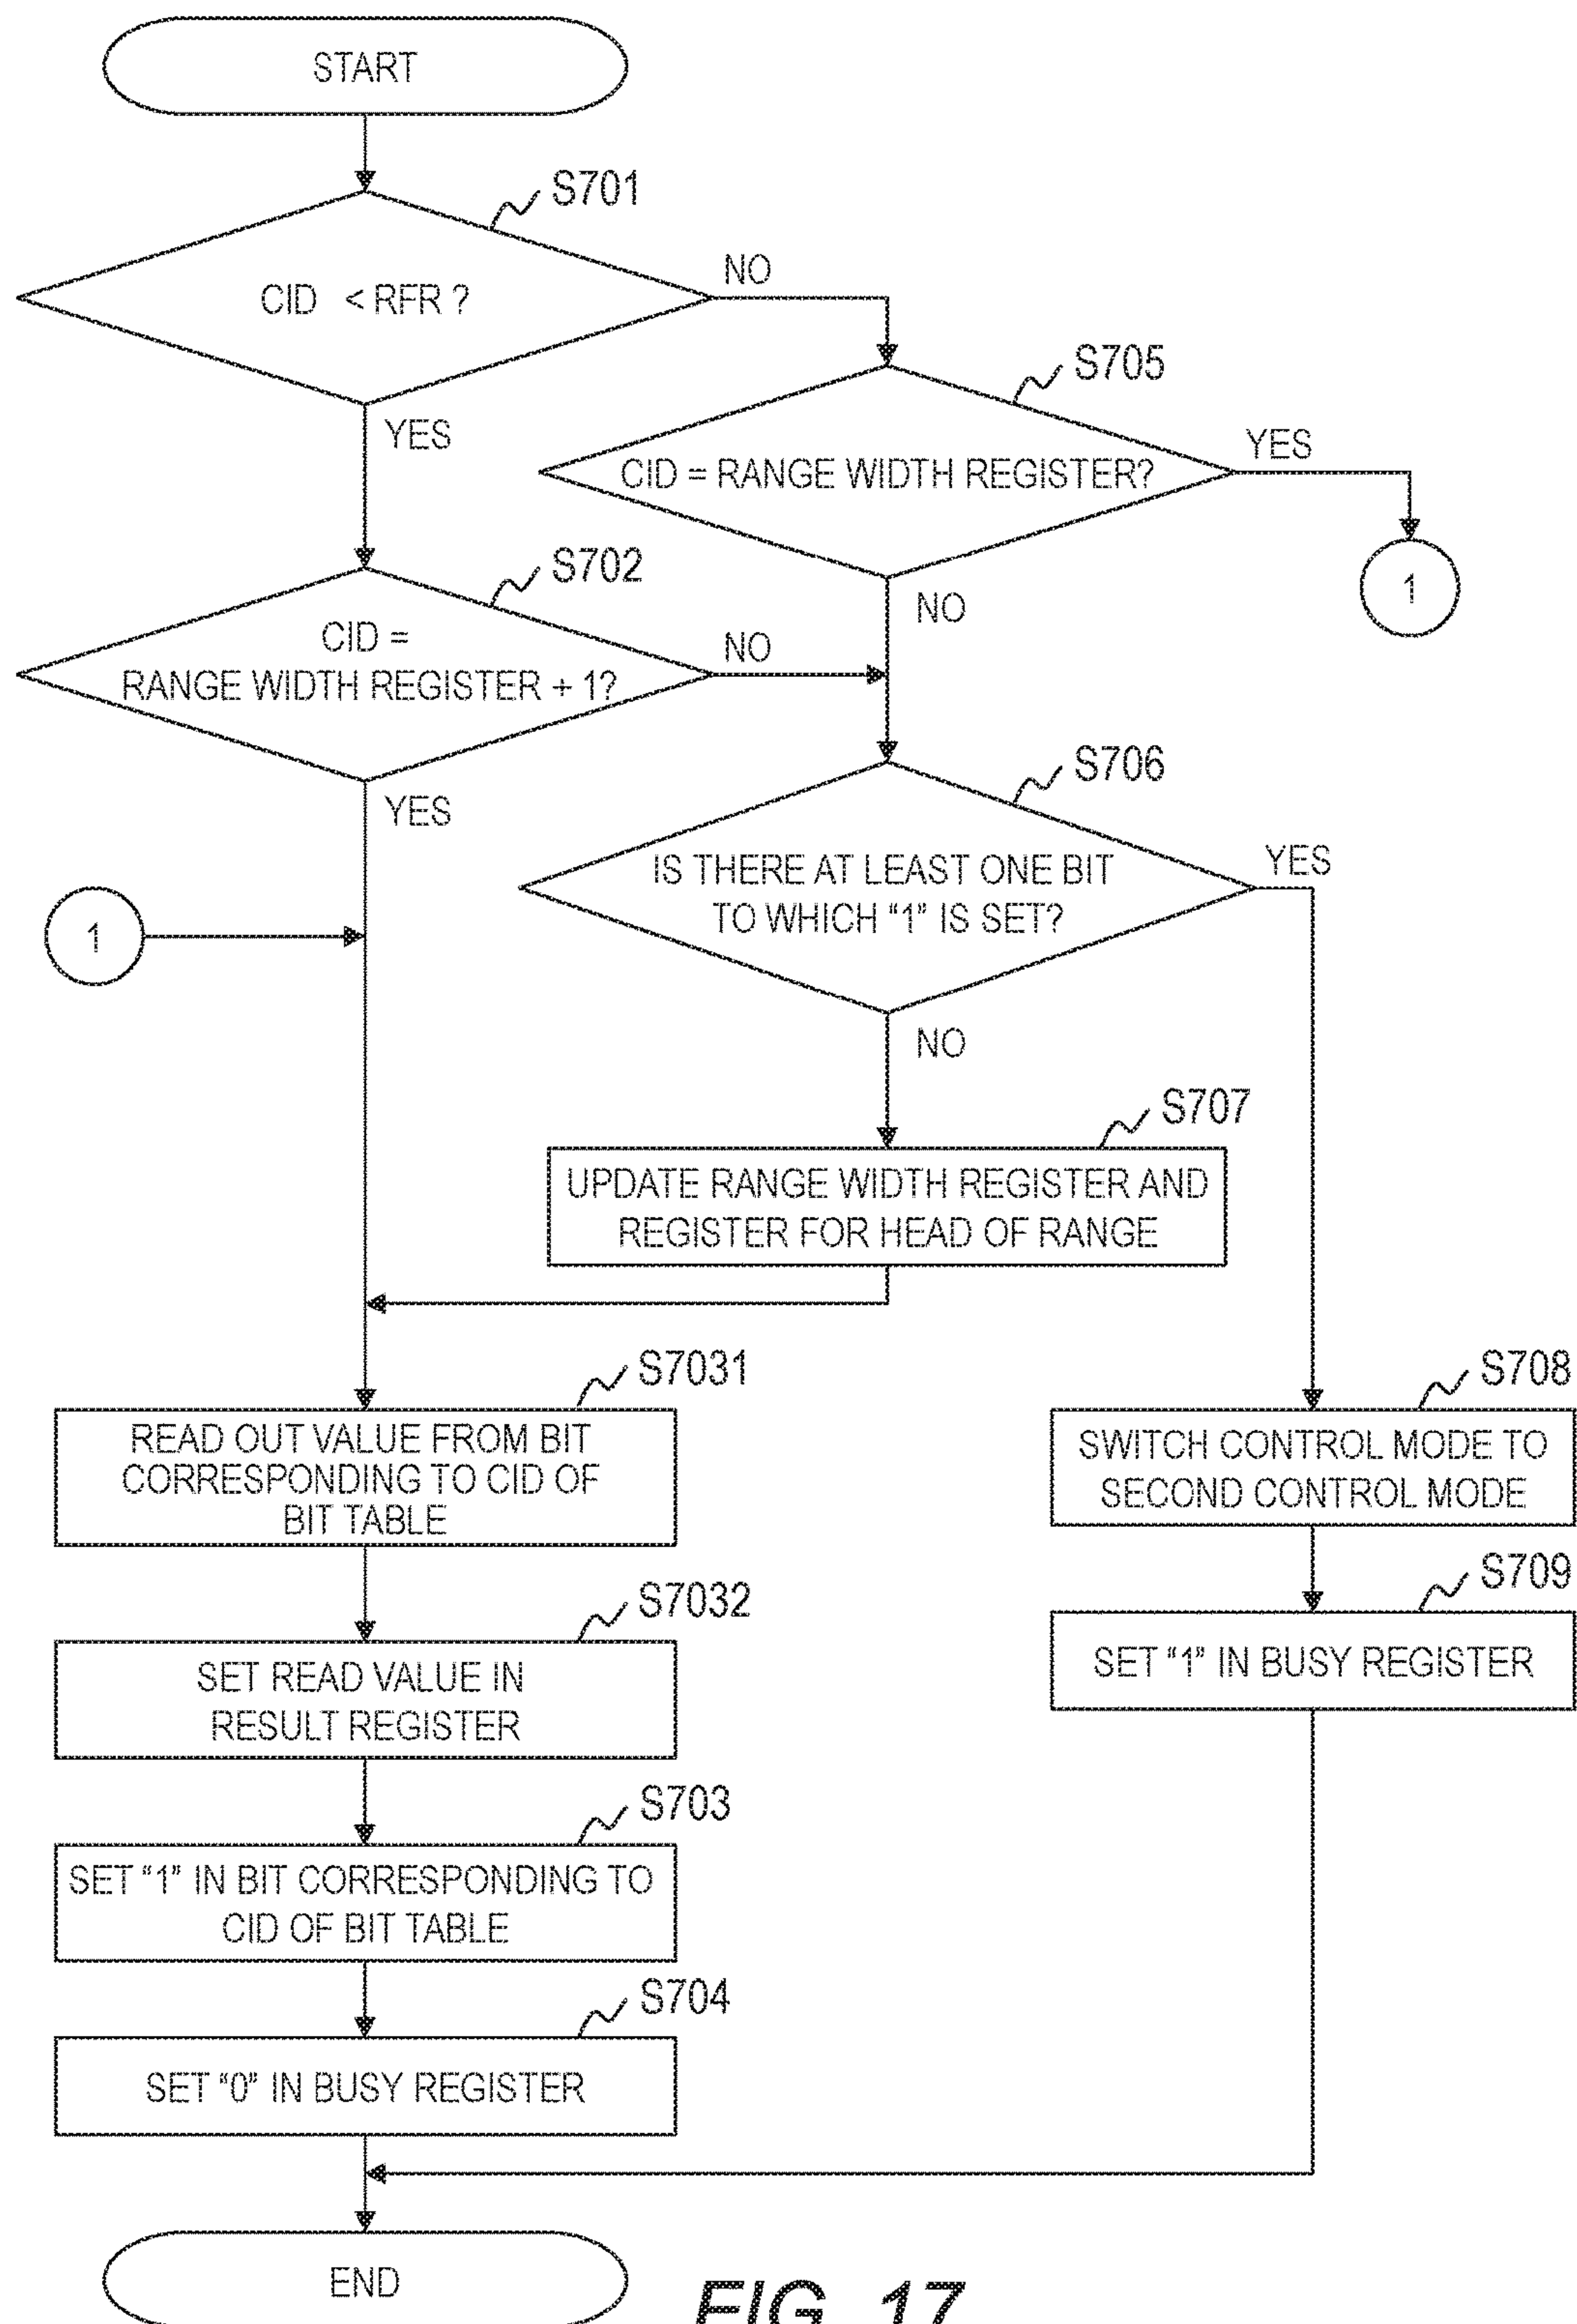 START
S701
CID < RFR ?
NO
YES
S705
CID = RANGE WIDTH REGISTER?
YES
1
NO
S702
CID =
RANGE WIDTH REGISTER + 1?
NO
YES
1
S706
IS THERE AT LEAST ONE BIT
TO WHICH “1” IS SET?
YES
NO
S707
UPDATE RANGE WIDTH REGISTER AND
REGISTER FOR HEAD OF RANGE
S7031
READ OUT VALUE FROM BIT
CORRESPONDING TO CID OF
BIT TABLE
S708
SWITCH CONTROL MODE TO
SECOND CONTROL MODE
S7032
SET READ VALUE IN
RESULT REGISTER
S709
SET “1” IN BUSY REGISTER
S703
SET “1” IN BIT CORRESPONDING TO
CID OF BIT TABLE
S704
SET “0” IN BUSY REGISTER
END
FIG. 17